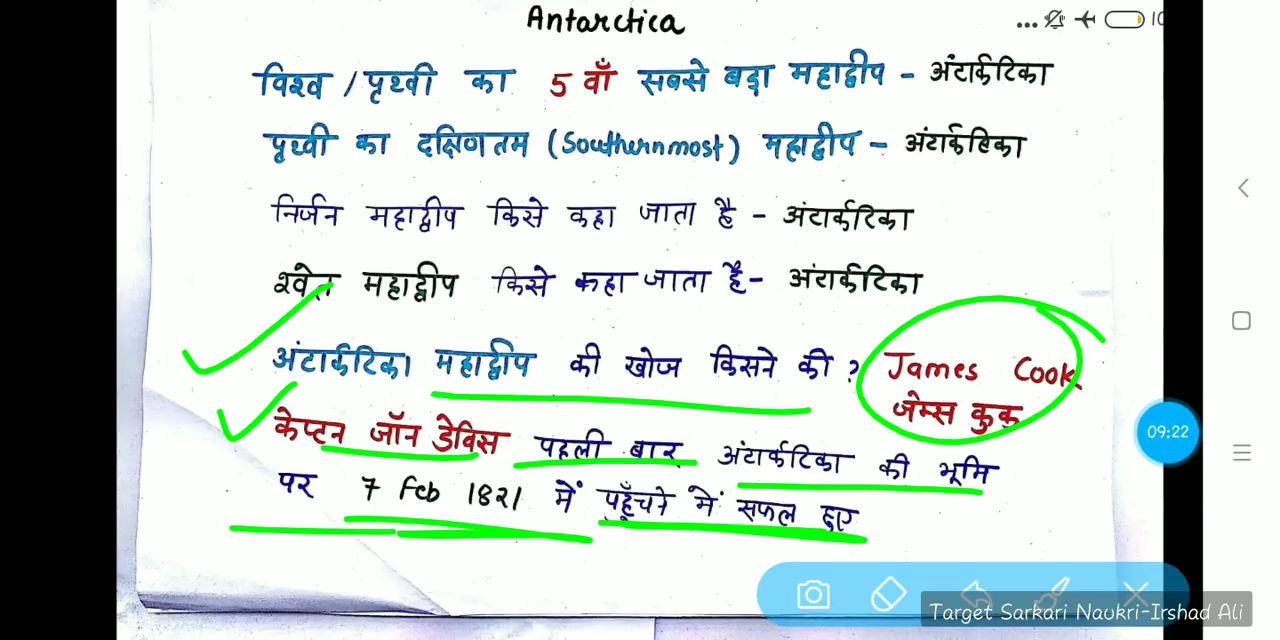 Antarctica
... 10
विश्व / पृथ्वी का 5 वाँ सबसे बड़ा महाद्वीप - अंटार्कटिका
पृथ्वी का दक्षिणतम (Southernmost) महाद्वीप - अंटार्कटिका
निर्जन महाद्वीप किसे कहा जाता है - अंटार्कटिका
श्वेत महाद्वीप किसे कहा जाता है- अंटार्कटिका
अंटार्कटिका महाद्वीप की खोज किसने की ? James Cook
जेम्स कुक
09:22
केप्टन जॉन डेविस पहली बार अंटार्कटिका की भूमि
पर 7 Feb 1821 में पहुँचने में सफल हुए
Target Sarkari Naukri-Irshad Ali